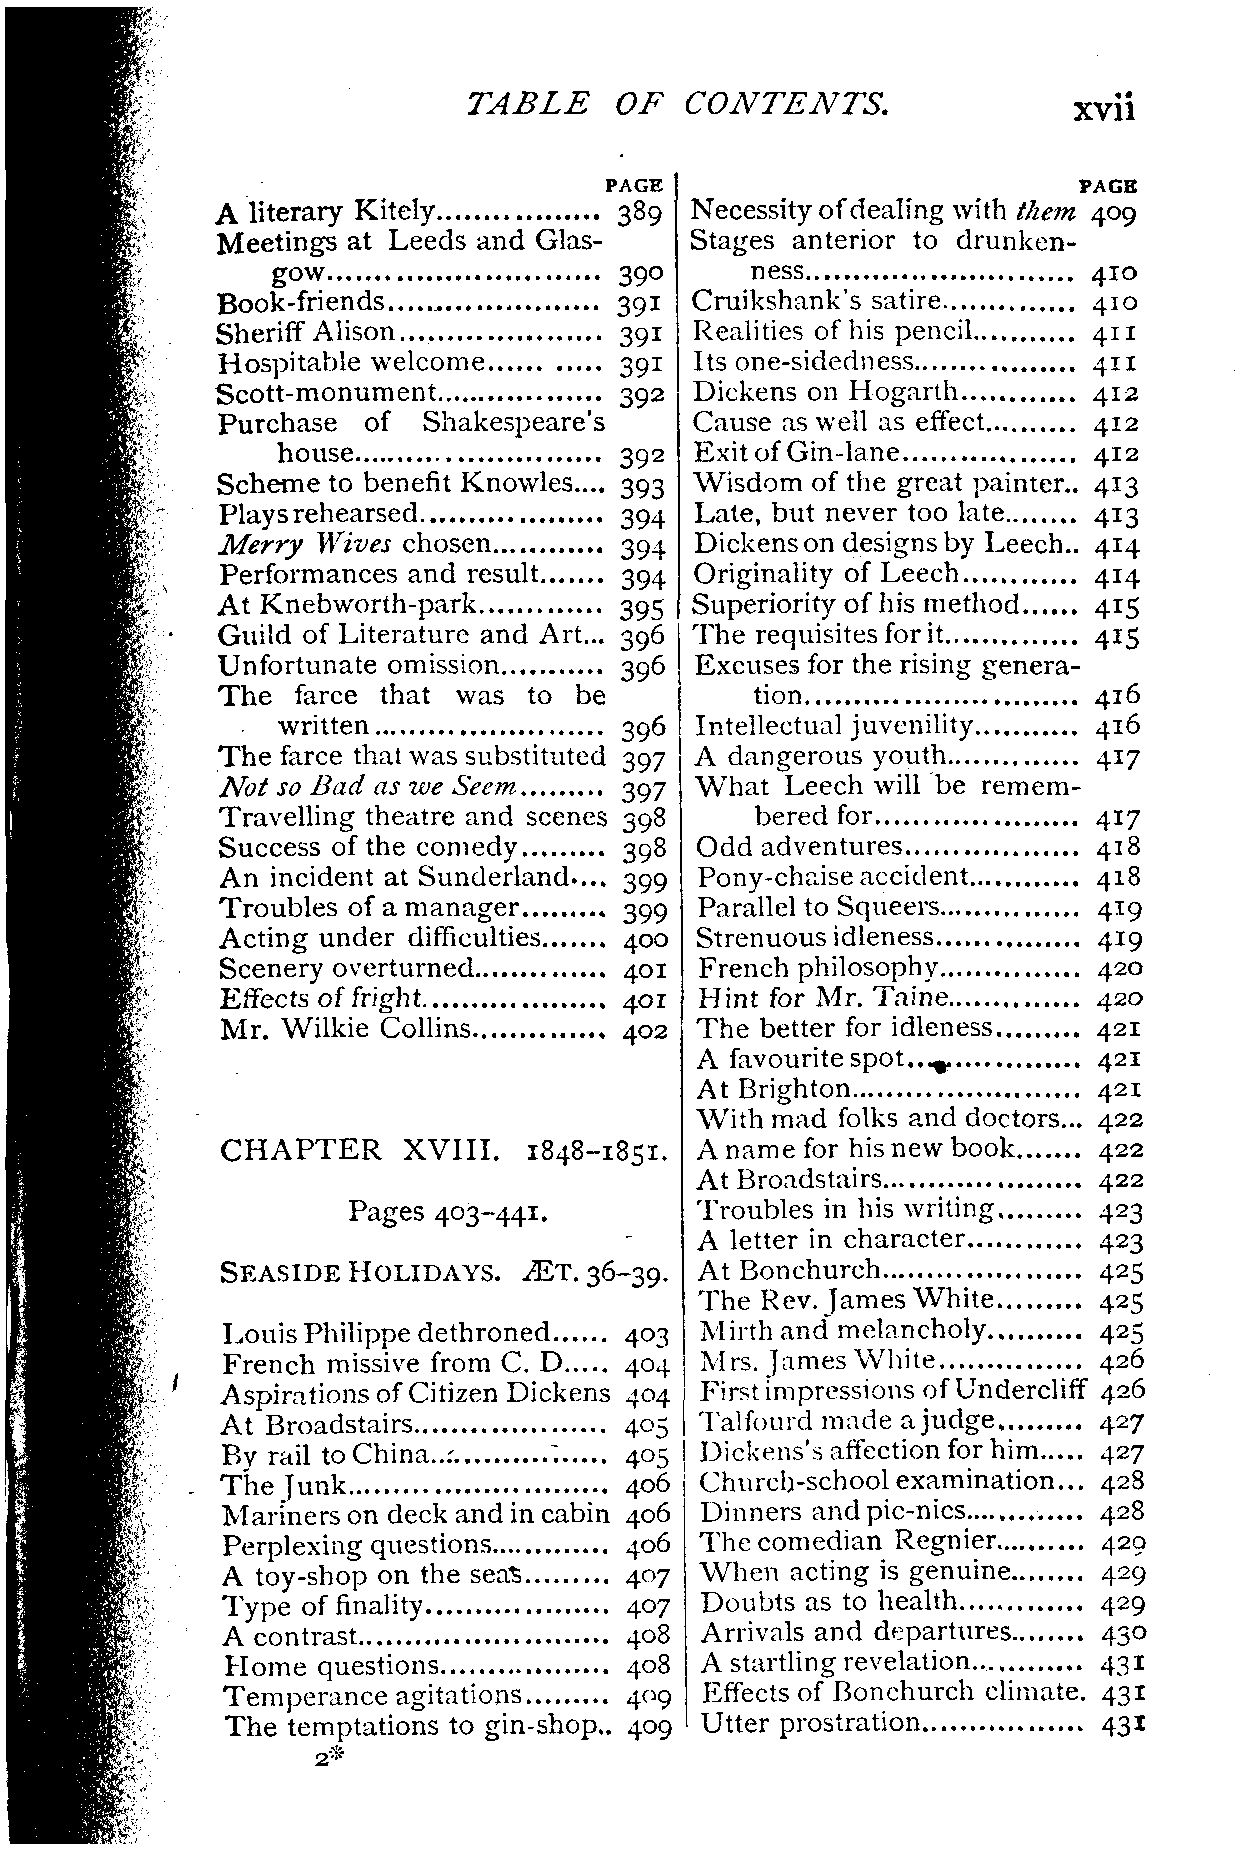 TABLE OF CONTENTS. xvii
PAGE
A literary Kitely.................. 389
Meetings at Leeds and Glas-
gow............................. 390
Book-friends...................... 391
Sheriff Alison..................... 391
Hospitable welcome...... ..... 391
Scott-monument.................. 392
Purchase of Shakespeare's
house.......................... 392
Scheme to benefit Knowles.... 393
Plays rehearsed................... 394
Merry Wives chosen............ 394
Performances and result....... 394
At Knebworth-park............. 395
Guild of Literature and Art... 396
Unfortunate omission........... 396
The farce that was to be
written........................ 396
The farce that was substituted 397
Not so Bad as we Seem......... 397
Travelling theatre and scenes 398
Success of the comedy......... 398
An incident at Sunderland.... 399
Troubles of a manager......... 399
Acting under difficulties....... 400
Scenery overturned.............. 401
Effects of fright................... 401
Mr. Wilkie Collins.............. 402
CHAPTER XVIII. 1848-1851.
Pages 403-441.
SEASIDE HOLIDAYS. ÆT. 36-39.
Louis Philippe dethroned...... 403
French missive from C. D..... 404
Aspirations of Citizen Dickens 404
At Broadstairs.................... 405
By rail to China................... 405
The Junk........................... 406
Mariners on deck and in cabin 406
Perplexing questions............. 406
A toy-shop on the seas......... 407
Type of finality................... 407
A contrast.......................... 408
Home questions.................. 408
Temperance agitations......... 409
The temptations to gin-shop.. 409
2*
PAGE
Necessity of dealing with them 409
Stages anterior to drunken-
ness............................ 410
Cruikshank's satire.............. 410
Realities of his pencil........... 411
Its one-sidedness................. 411
Dickens on Hogarth............ 412
Cause as well as effect.......... 412
Exit of Gin-lane.................. 412
Wisdom of the great painter.. 413
Late, but never too late........ 413
Dickens on designs by Leech.. 414
Originality of Leech............ 414
Superiority of his method...... 415
The requisites for it.............. 415
Excuses for the rising genera-
tion............................. 416
Intellectual juvenility........... 416
A dangerous youth.............. 417
What Leech will be remem-
bered for...................... 417
Odd adventures................... 418
Pony-chaise accident............ 418
Parallel to Squeers............... 419
Strenuous idleness............... 419
French philosophy............... 420
Hint for Mr. Taine.............. 420
The better for idleness......... 421
A favourite spot.................. 421
At Brighton........................ 421
With mad folks and doctors... 422
A name for his new book....... 422
At Broadstairs..................... 422
Troubles in his writing......... 423
A letter in character............ 423
At Bonchurch..................... 425
The Rev. James White......... 425
Mirth and melancholy.......... 425
Mrs. James White............... 426
First impressions of Undercliff 426
Talfourd made a judge......... 427
Dickens's affection for him..... 427
Church-school examination... 428
Dinners and pic-nics............ 428
The comedian Regnier.......... 429
When acting is genuine........ 429
Doubts as to health............. 429
Arrivals and departures........ 430
A startling revelation............ 431
Effects of Bonchurch climate. 431
Utter prostration................. 431